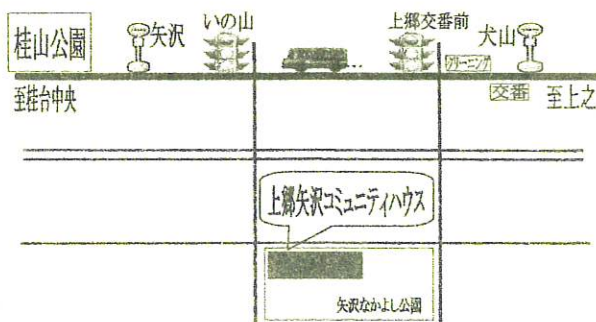 桂山公園
矢沢
いの山
上郷交番前
犬山
クリーニング
至桂台中央
交番
至上之
上郷矢沢コミュニティハウス
矢沢なかよし公園